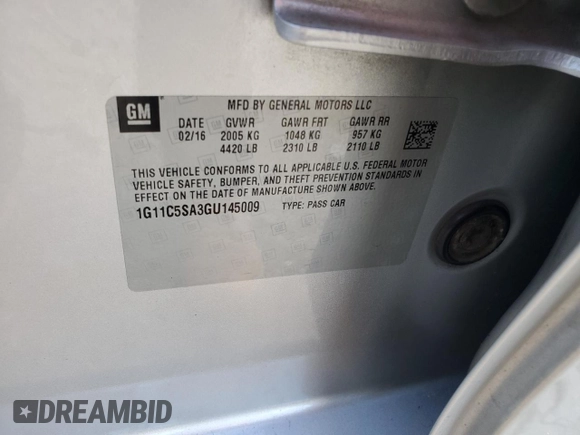 GM
MFD BY GENERAL MOTORS LLC
DATE GVWR GAWR FRT GAWR RR
02/16 2005 KG 1048 KG 957 KG
4420 LB 2310 LB 2110 LB
THIS VEHICLE CONFORMS TO ALL APPLICABLE U.S. FEDERAL MOTOR
VEHICLE SAFETY, BUMPER, AND THEFT PREVENTION STANDARDS IN
EFFECT ON THE DATE OF MANUFACTURE SHOWN ABOVE.
1G11C5SA3GU145009 TYPE: PASS CAR
DREAMBID